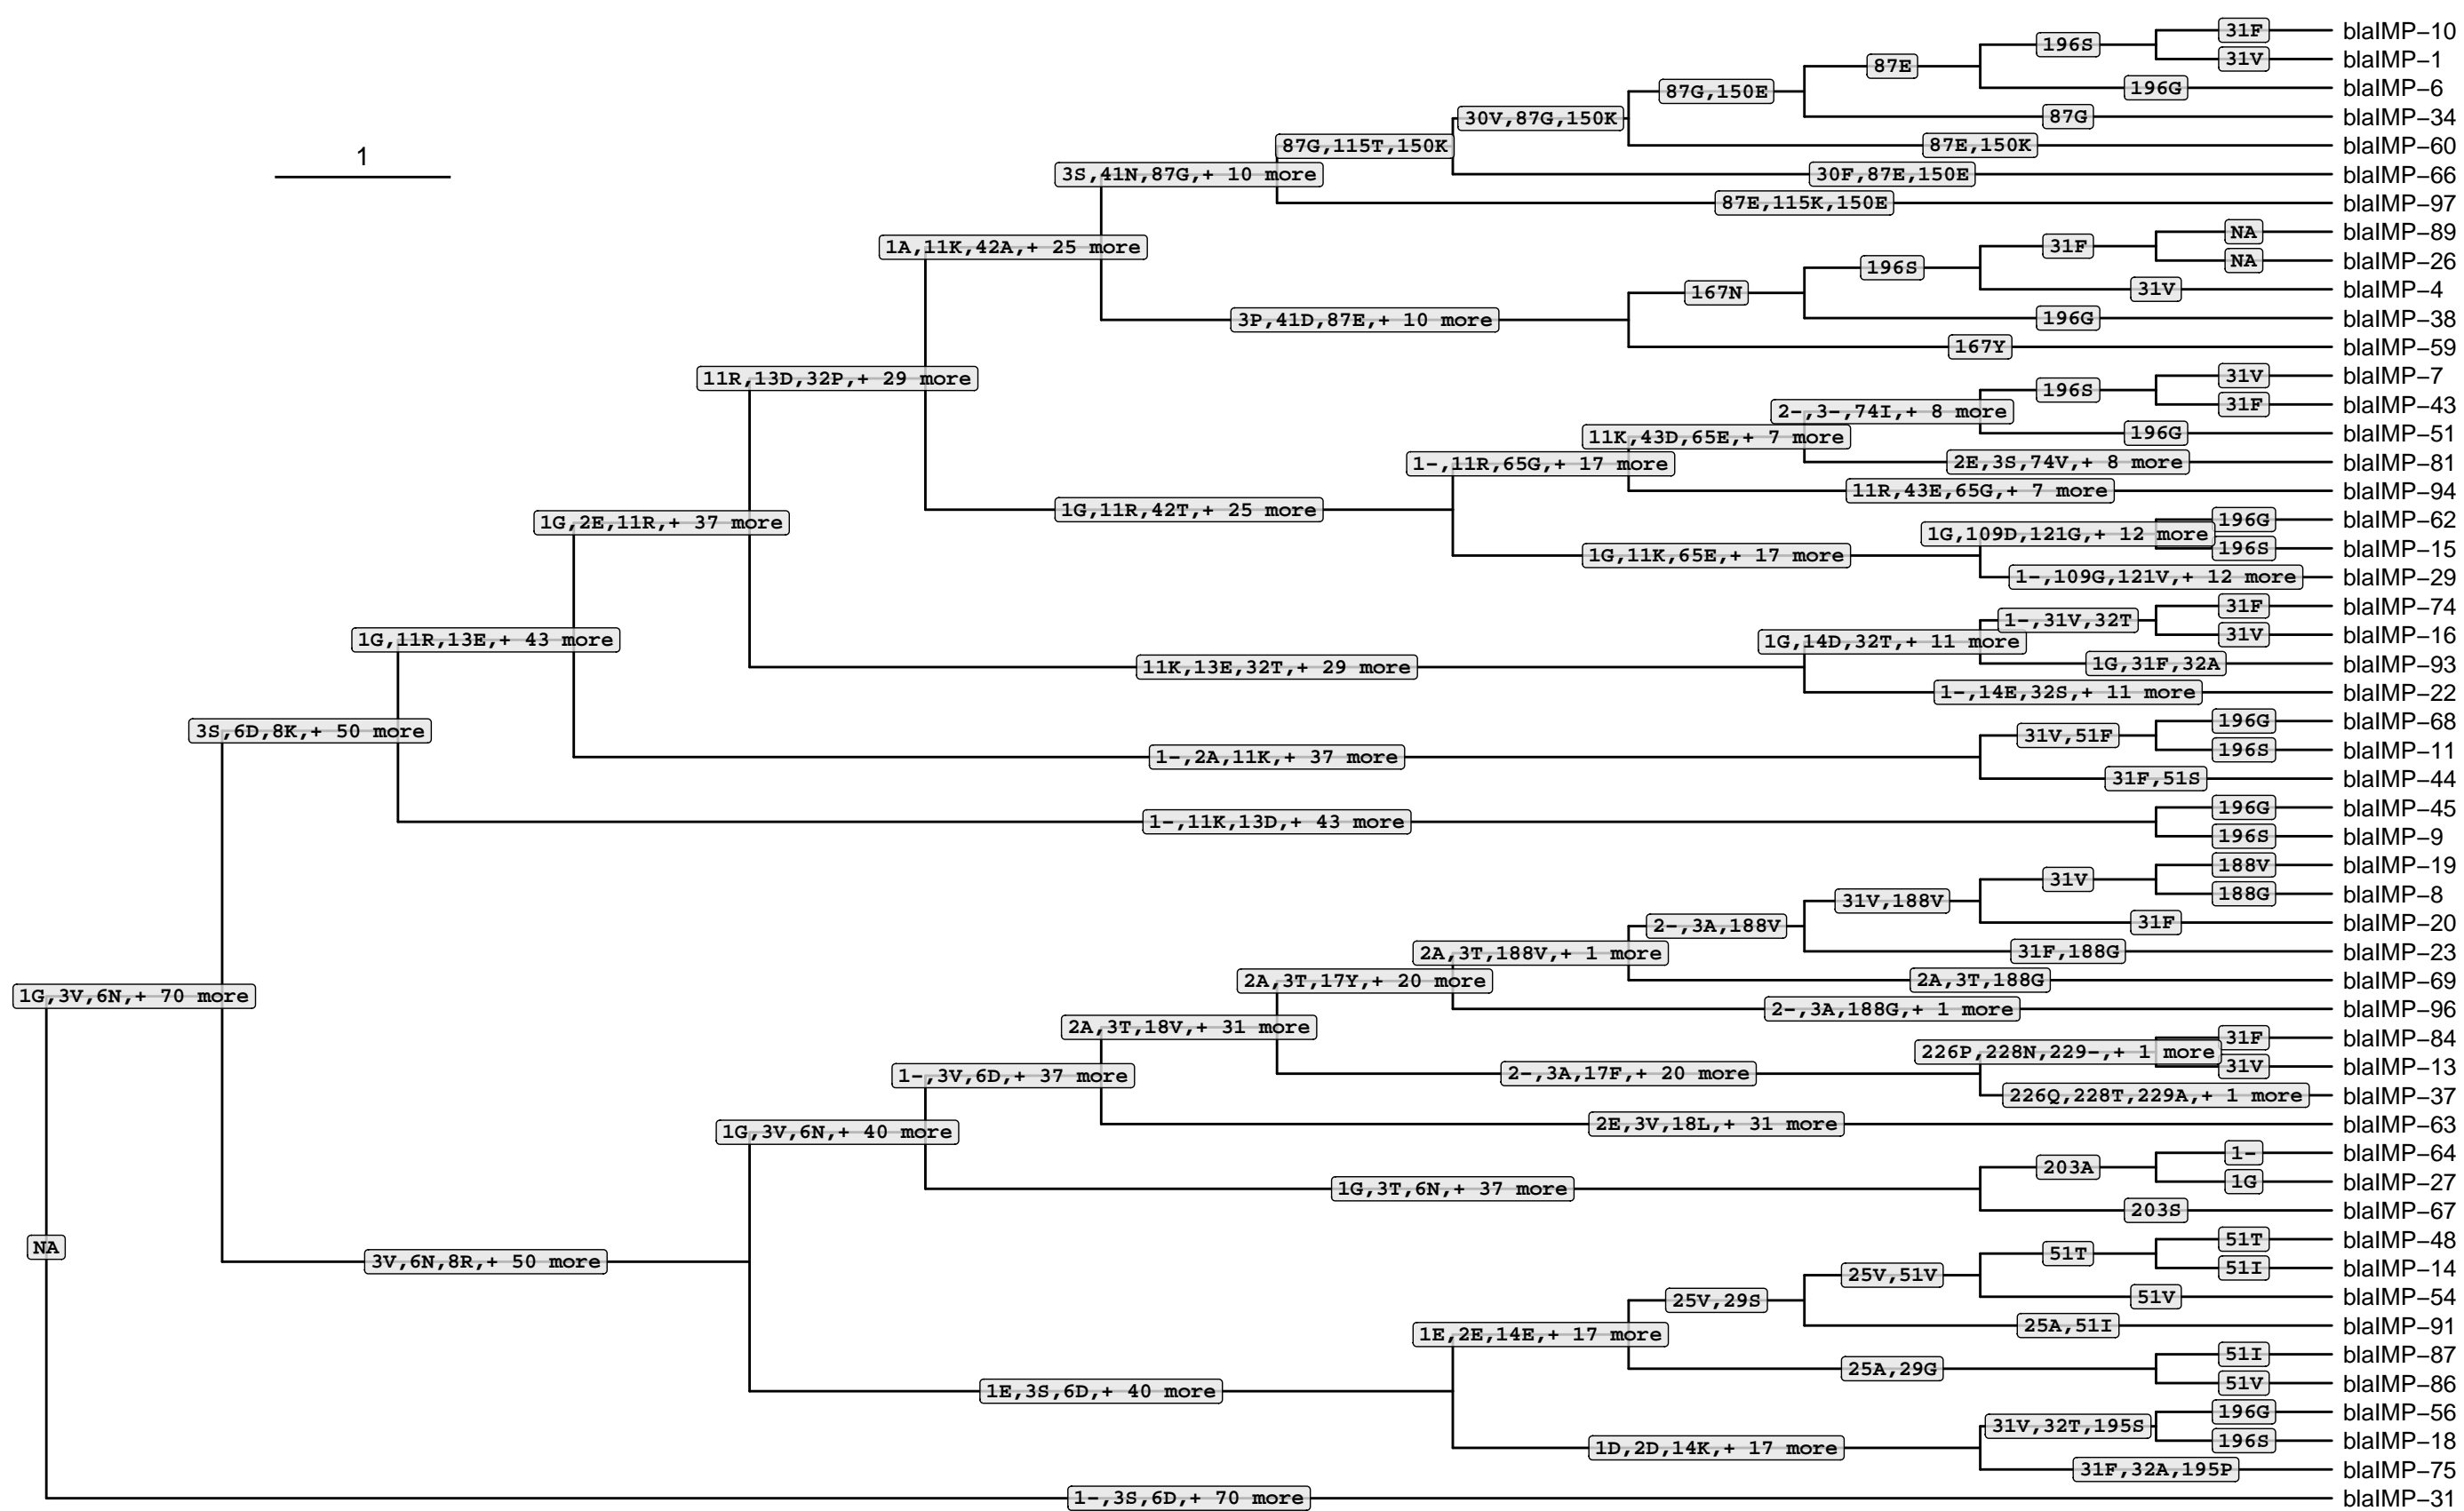 31F blaIMP−10
196S
31V blaIMP−1
87E
196G blaIMP−6
87G,150E
87G blaIMP−34
30V,87G,150K
87E,150K blaIMP−60
87G,115T,150K
1
3S,41N,87G,+ 10 more
30F,87E,150E blaIMP−66
87E,115K,150E blaIMP−97
NA blaIMP−89
31F
1A,11K,42A,+ 25 more
NA blaIMP−26
196S
31V blaIMP−4
167N
3P,41D,87E,+ 10 more
196G blaIMP−38
167Y blaIMP−59
31V blaIMP−7
11R,13D,32P,+ 29 more
196S
31F blaIMP−43
2−,3−,74I,+ 8 more
196G blaIMP−51
11K,43D,65E,+ 7 more
1−,11R,65G,+ 17 more
2E,3S,74V,+ 8 more blaIMP−81
11R,43E,65G,+ 7 more blaIMP−94
1G,11R,42T,+ 25 more
196G blaIMP−62
1G,2E,11R,+ 37 more
1G,109D,121G,+ 12 more
196S blaIMP−15
1G,11K,65E,+ 17 more
1−,109G,121V,+ 12 more blaIMP−29
31F blaIMP−74
1−,31V,32T
31V blaIMP−16
1G,11R,13E,+ 43 more
1G,14D,32T,+ 11 more
1G,31F,32A blaIMP−93
11K,13E,32T,+ 29 more
1−,14E,32S,+ 11 more blaIMP−22
196G blaIMP−68
3S,6D,8K,+ 50 more
31V,51F
196S blaIMP−11
1−,2A,11K,+ 37 more
31F,51S blaIMP−44
196G blaIMP−45
1−,11K,13D,+ 43 more
196S blaIMP−9
188V blaIMP−19
31V
188G blaIMP−8
31V,188V
31F blaIMP−20
2−,3A,188V
31F,188G blaIMP−23
2A,3T,188V,+ 1 more
2A,3T,17Y,+ 20 more
2A,3T,188G blaIMP−69
1G,3V,6N,+ 70 more
2−,3A,188G,+ 1 more blaIMP−96
2A,3T,18V,+ 31 more
31F blaIMP−84
226P,228N,229−,+ 1 more
31V blaIMP−13
2−,3A,17F,+ 20 more
1−,3V,6D,+ 37 more
226Q,228T,229A,+ 1 more blaIMP−37
2E,3V,18L,+ 31 more blaIMP−63
1G,3V,6N,+ 40 more
1− blaIMP−64
203A
1G blaIMP−27
1G,3T,6N,+ 37 more
203S blaIMP−67
51T blaIMP−48
NA
51T
3V,6N,8R,+ 50 more
51I blaIMP−14
25V,51V
51V blaIMP−54
25V,29S
25A,51I blaIMP−91
1E,2E,14E,+ 17 more
51I blaIMP−87
25A,29G
51V blaIMP−86
1E,3S,6D,+ 40 more
196G blaIMP−56
31V,32T,195S
196S blaIMP−18
1D,2D,14K,+ 17 more
31F,32A,195P blaIMP−75
1−,3S,6D,+ 70 more blaIMP−31